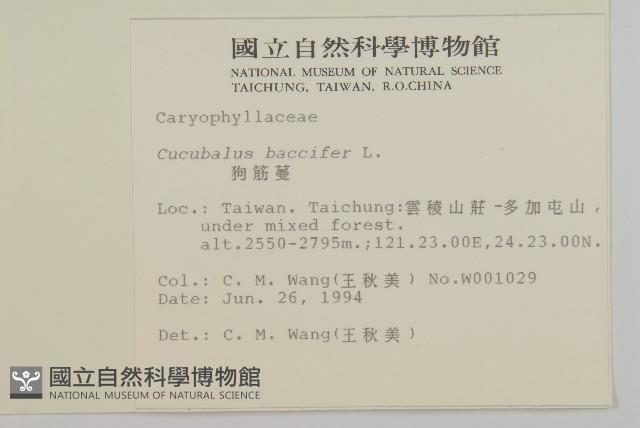 國立自然科學博物館
NATIONAL MUSEUM OF NATURAL SCIENCE
TAICHUNG, TAIWAN, R.O.CHINA
Caryophyllaceae
Cucubalus baccifer L.
狗筋蔓
Loc.: Taiwan. Taichung:雲稜山莊-多加屯山,
under mixed forest.
alt.2550-2795m.;121.23.00E,24.23.00N.
Col.: C. M. Wang(王秋美) No.W001029
Date: Jun. 26, 1994
Det.: C. M. Wang(王秋美)
國立自然科學博物館
NATIONAL MUSEUM OF NATURAL SCIENCE